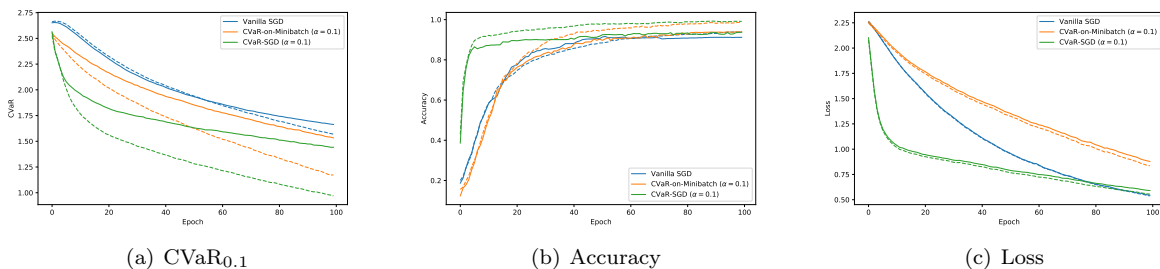 2.75
2.50
2.25
2.00
1.75
1.50
1.25
1.00
CVaR
0
20
40
60
80
100
Epoch
Vanilla SGD
CVaR-on-Minibatch (α = 0.1)
CVaR-SGD (α = 0.1)
(a) CVaR0.1
1.0
0.8
0.6
0.4
0.2
Accuracy
0
20
40
60
80
100
Epoch
Vanilla SGD
CVaR-on-Minibatch (α = 0.1)
CVaR-SGD (α = 0.1)
(b) Accuracy
2.25
2.00
1.75
1.50
1.25
1.00
0.75
0.50
Loss
0
20
40
60
80
100
Epoch
Vanilla SGD
CVaR-on-Minibatch (α = 0.1)
CVaR-SGD (α = 0.1)
(c) Loss